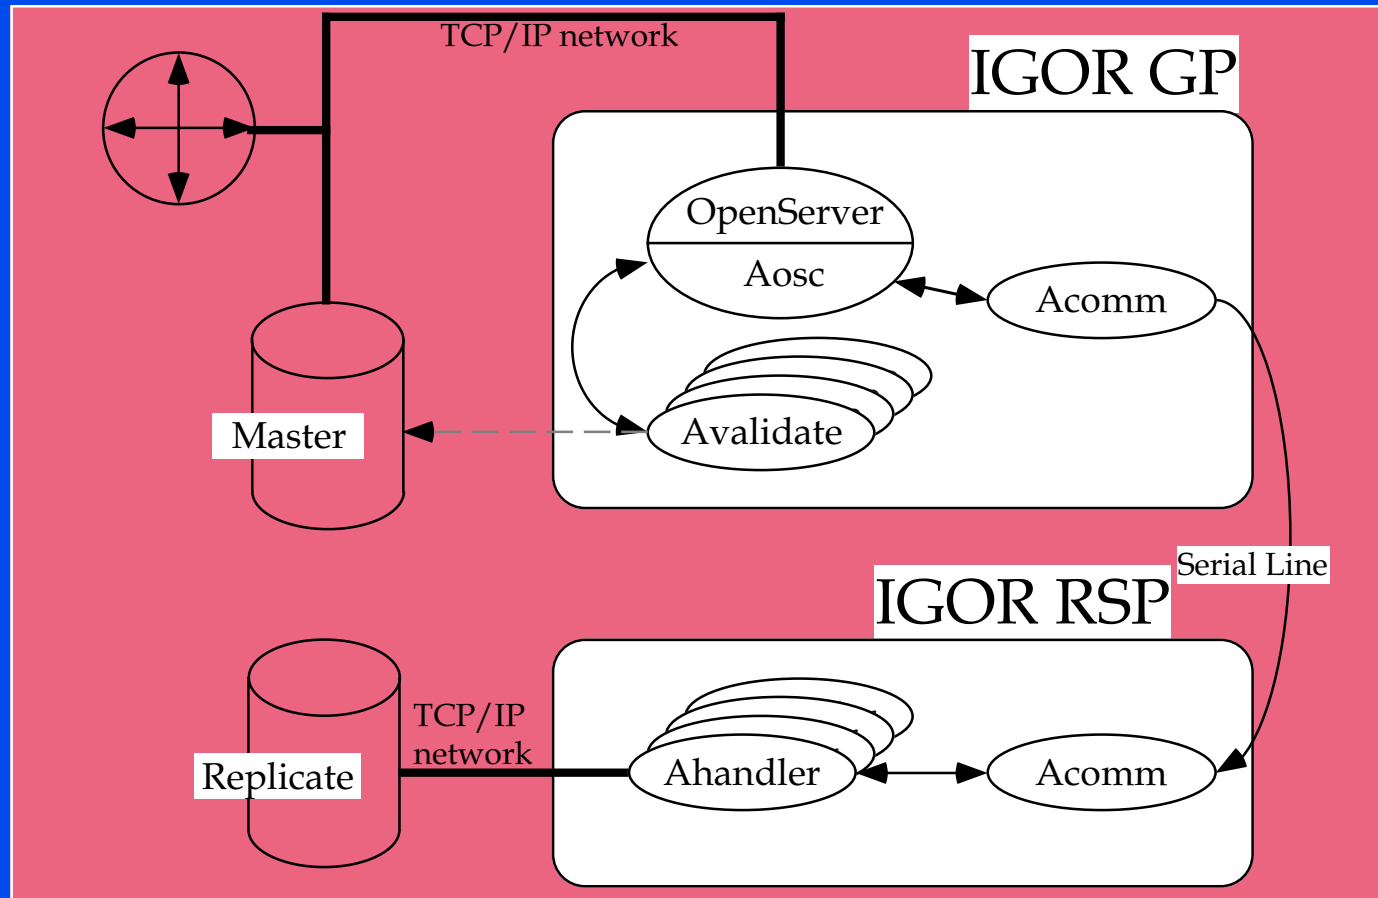 TCP/IP network
IGOR GP
OpenServer
Aosc
Acomm
Avalidate
Master
Serial Line
IGOR RSP
TCP/IP
network
Replicate
Ahandler
Acomm